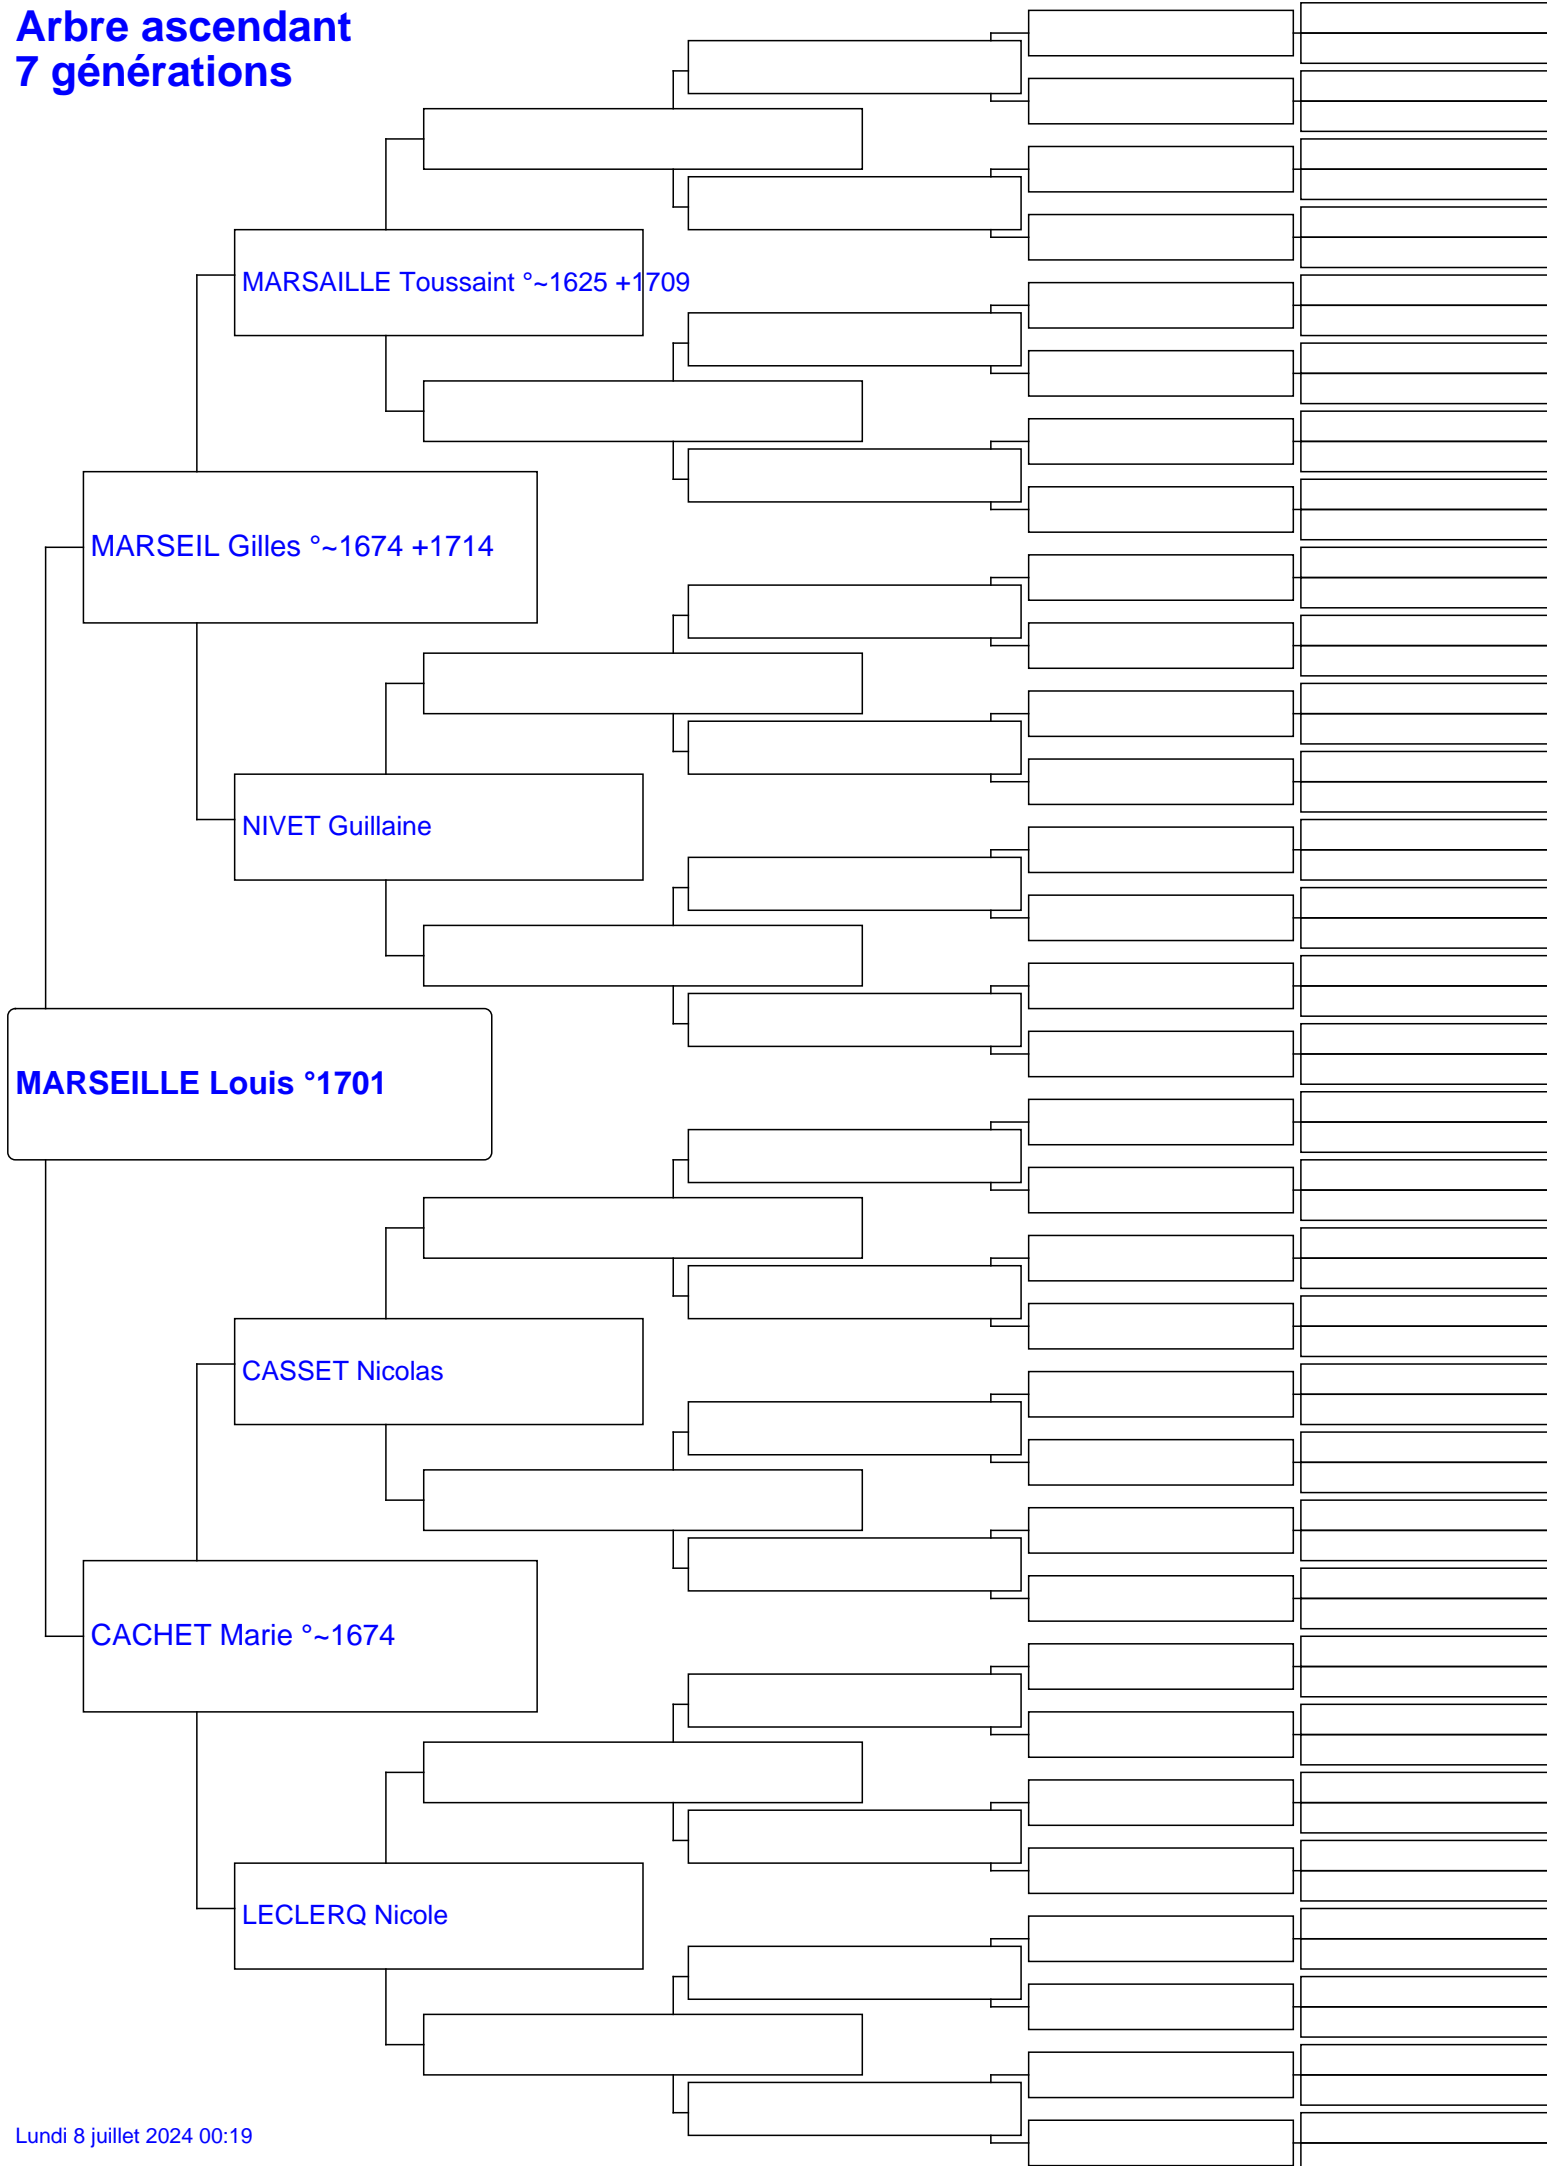 Arbre ascendant
7 générations
MARSAILLE Toussaint °~1625 +1709
MARSEIL Gilles °~1674 +1714
NIVET Guillaine
MARSEILLE Louis °1701
CASSET Nicolas
CACHET Marie °~1674
LECLERQ Nicole
Lundi 8 juillet 2024 00:19